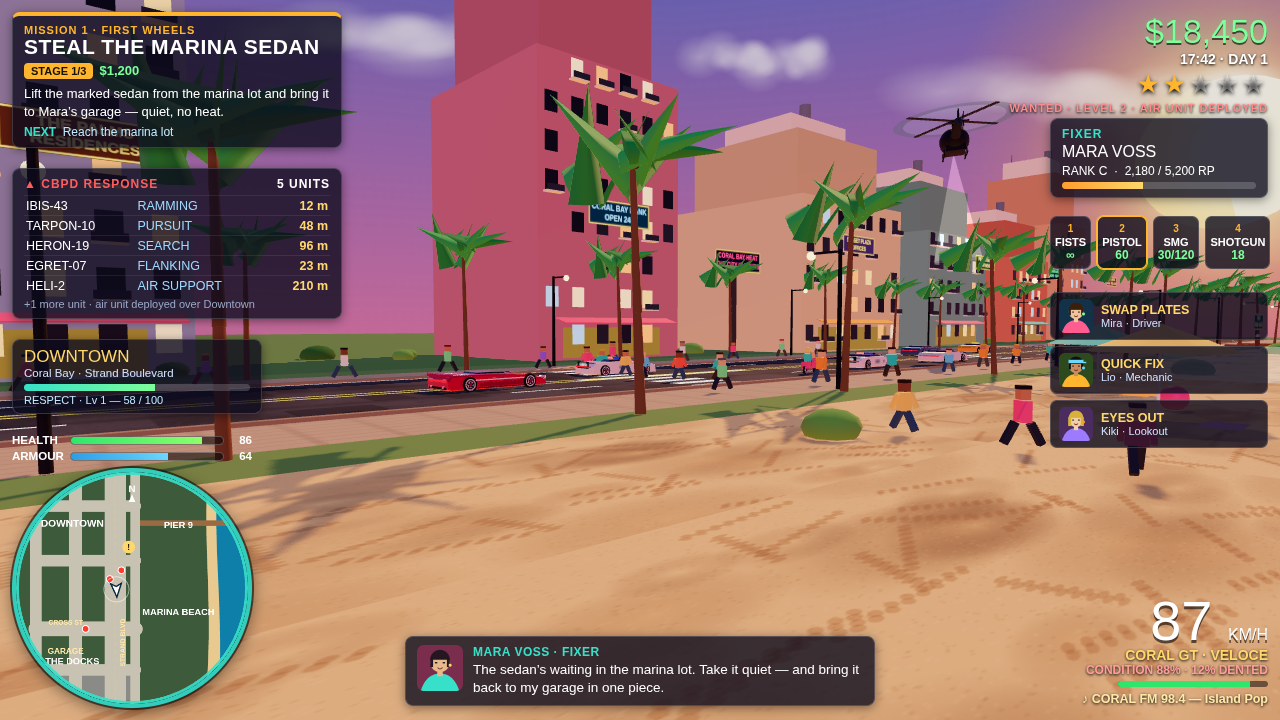 MISSION 1 · FIRST WHEELS
STEAL THE MARINA SEDAN
STAGE 1/3 $1,200
Lift the marked sedan from the marina lot and bring it
to Mara's garage — quiet, no heat.
NEXT Reach the marina lot
RESIDENCES
▲ CBPD RESPONSE 5 UNITS
IBIS-43 RAMMING 12 m
TARPON-10 PURSUIT 48 m
HERON-19 SEARCH 96 m
EGRET-07 FLANKING 23 m
HELI-2 AIR SUPPORT 210 m
+1 more unit · air unit deployed over Downtown
DOWNTOWN
Coral Bay · Strand Boulevard
RESPECT · Lv 1 — 58 / 100
HEALTH 86
ARMOUR 64
N
DOWNTOWN
PIER 9
!
MARINA BEACH
CROSS ST
STRAND BLVD
GARAGE
THE DOCKS
CORAL BAY BANK
OPEN 24
CORAL BAY HEAT
$18,450
17:42 · DAY 1
WANTED · LEVEL 2 · AIR UNIT DEPLOYED
FIXER
MARA VOSS
RANK C · 2,180 / 5,200 RP
1 FISTS ∞
2 PISTOL 60
3 SMG 30/120
4 SHOTGUN 18
SWAP PLATES
Mira · Driver
QUICK FIX
Lio · Mechanic
EYES OUT
Kiki · Lookout
MARA VOSS · FIXER
The sedan's waiting in the marina lot. Take it quiet — and bring it
back to my garage in one piece.
87 KM/H
CORAL GT · VELOCE
CONDITION 88% · 12% DENTED
♪ CORAL FM 98.4 — Island Pop